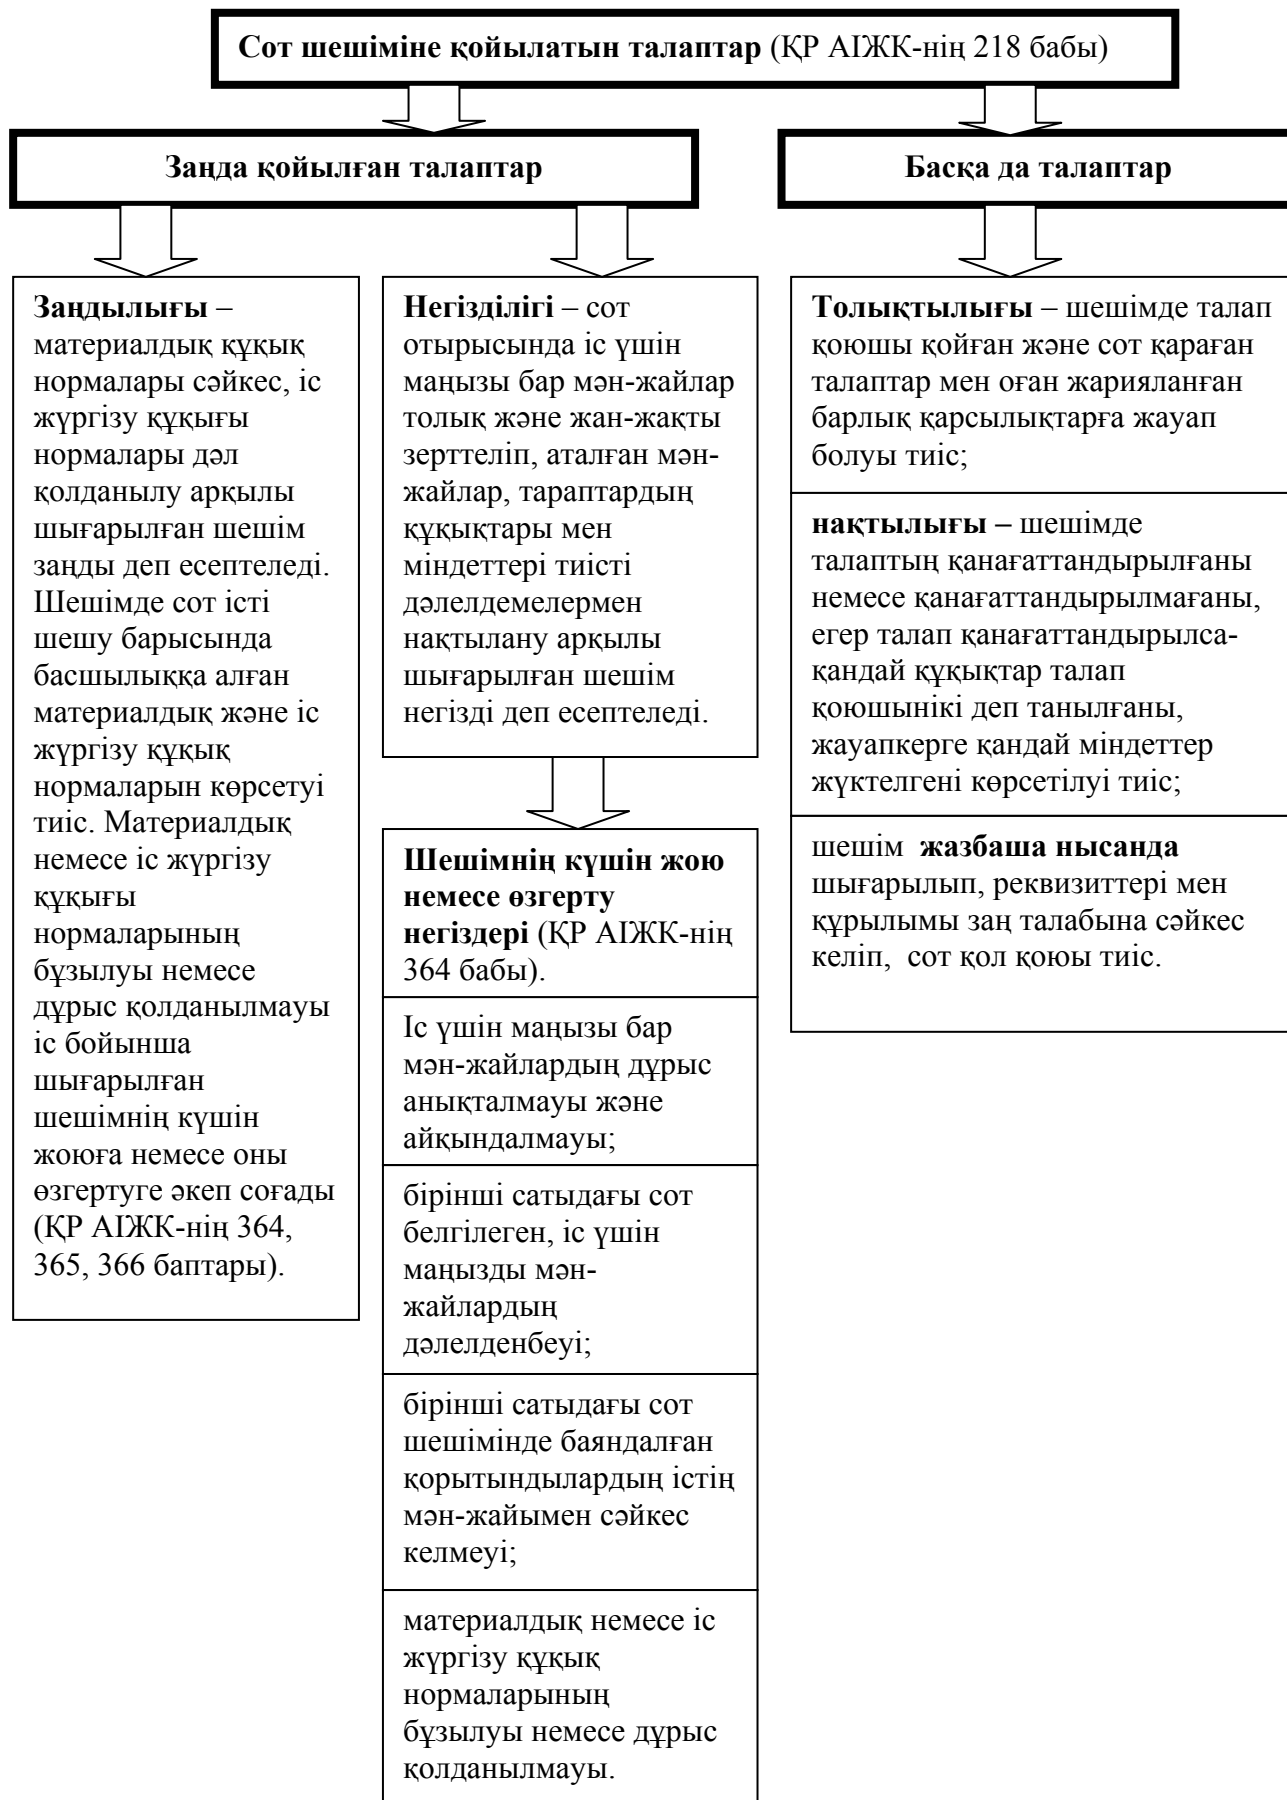 Сот шешіміне қойылатын талаптар (ҚР АІЖК-нің 218 бабы)
Заңда қойылған талаптар
Басқа да талаптар
Заңдылығы –
материалдық құқық
нормалары сәйкес, іс
жүргізу құқығы
нормалары дәл
қолданылу арқылы
шығарылған шешім
заңды деп есептеледі.
Шешімде сот істі
шешу барысында
басшылыққа алған
материалдық және іс
жүргізу құқық
нормаларын көрсетуі
тиіс. Материалдық
немесе іс жүргізу
құқығы
нормаларының
бұзылуы немесе
дұрыс қолданылмауы
іс бойынша
шығарылған
шешімнің күшін
жоюға немесе оны
өзгертуге әкеп соғады
(ҚР АІЖК-нің 364,
365, 366 баптары).
Негізділігі – сот
отырысында іс үшін
маңызы бар мән-жайлар
толық және жан-жақты
зерттеліп, аталған мән-
жайлар, тараптардың
құқықтары мен
міндеттері тиісті
дәлелдемелермен
нақтылану арқылы
шығарылған шешім
негізді деп есептеледі.
Шешімнің күшін жою
немесе өзгерту
негіздері (ҚР АІЖК-нің
364 бабы).
Іс үшін маңызы бар
мән-жайлардың дұрыс
анықталмауы және
айқындалмауы;
бірінші сатыдағы сот
белгілеген, іс үшін
маңызды мән-
жайлардың
дәлелденбеуі;
бірінші сатыдағы сот
шешімінде баяндалған
қорытындылардың істің
мән-жайымен сәйкес
келмеуі;
материалдық немесе іс
жүргізу құқық
нормаларының
бұзылуы немесе дұрыс
қолданылмауы.
Толықтылығы – шешімде талап
қоюшы қойған және сот қараған
талаптар мен оған жарияланған
барлық қарсылықтарға жауап
болуы тиіс;
нақтылығы – шешімде
талаптың қанағаттандырылғаны
немесе қанағаттандырылмағаны,
егер талап қанағаттандырылса-
қандай құқықтар талап
қоюшынікі деп танылғаны,
жауапкерге қандай міндеттер
жүктелгені көрсетілуі тиіс;
шешім жазбаша нысанда
шығарылып, реквизиттері мен
құрылымы заң талабына сәйкес
келіп, сот қол қоюы тиіс.